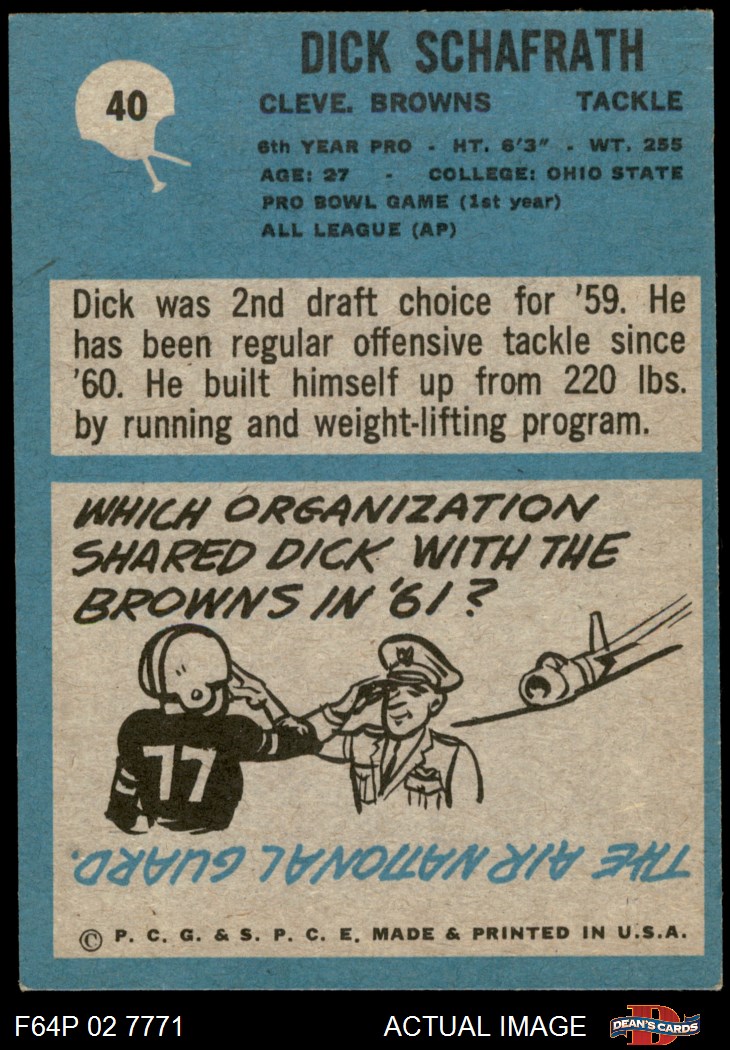 40
DICK SCHAFRATH
CLEVE. BROWNS TACKLE
6th YEAR PRO - HT. 6'3" - WT. 255
AGE: 27 - COLLEGE: OHIO STATE
PRO BOWL GAME (1st year)
ALL LEAGUE (AP)
Dick was 2nd draft choice for '59. He
has been regular offensive tackle since
'60. He built himself up from 220 lbs.
by running and weight-lifting program.
WHICH ORGANIZATION
SHARED DICK WITH THE
BROWNS IN '61?
77
THE AIR NATIONAL GUARD.
© P. C. G. & S. P. C. E. MADE & PRINTED IN U.S.A.
F64P 02 7771 ACTUAL IMAGE
D
DEAN'S CARDS